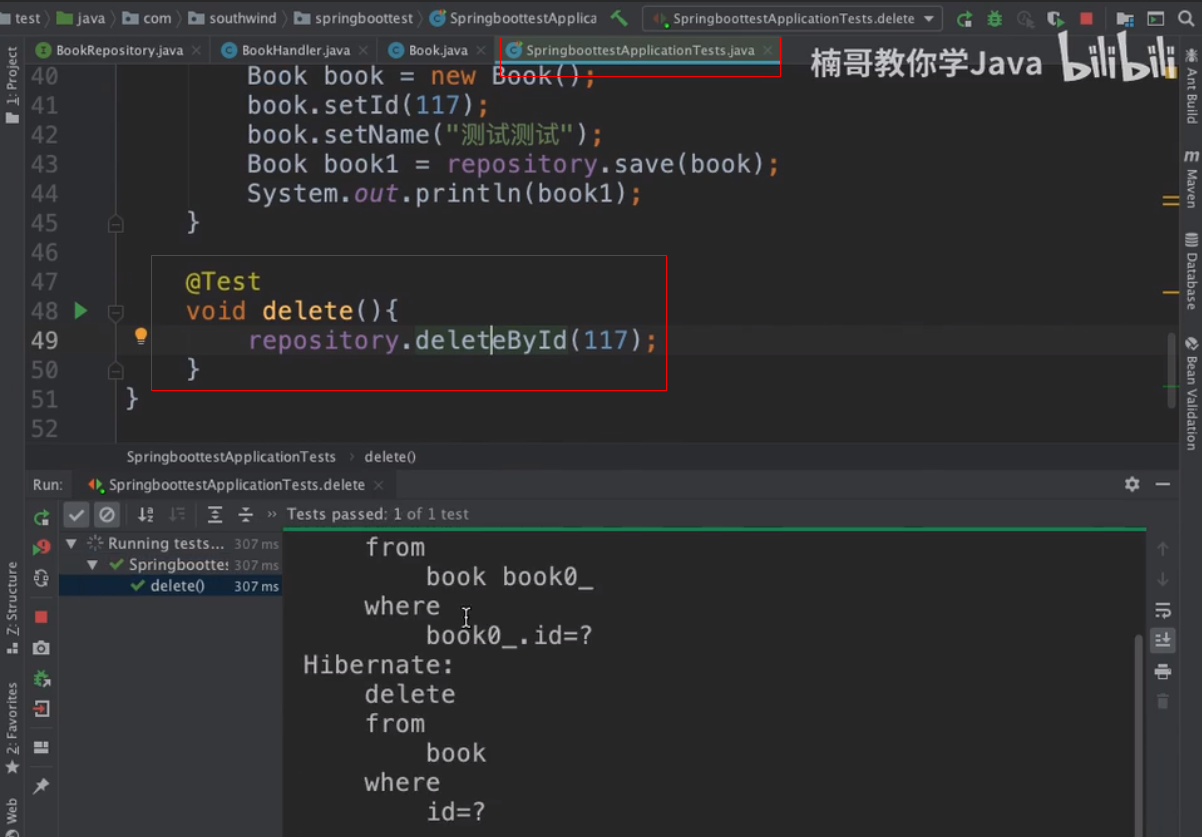 test java com southwind springboottest SpringboottestApplica SpringboottestApplicationTests.delete
BookRepository.java BookHandler.java Book.java SpringboottestApplicationTests.java
楠哥教你学Java bilibili
1: Project
Ant Build
Maven
Database
Bean Validation
40 Book book = new Book();
41 book.setId(117);
42 book.setName("测试测试");
43 Book book1 = repository.save(book);
44 System.out.println(book1);
45 }
46
47 @Test
48 void delete(){
49 repository.deleteById(117);
50 }
51 }
52
SpringboottestApplicationTests delete()
Run: SpringboottestApplicationTests.delete
Tests passed: 1 of 1 test
Running tests... 307 ms
Springboottes 307 ms
delete() 307 ms
from
book book0_
where
book0_.id=?
Hibernate:
delete
from
book
where
id=?
Z: Structure
2: Favorites
Web